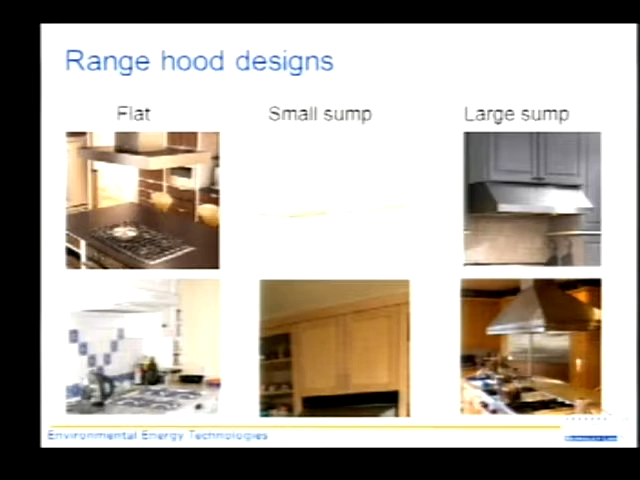 Range hood designs
Flat
Small sump
Large sump
Environmental Energy Technologies